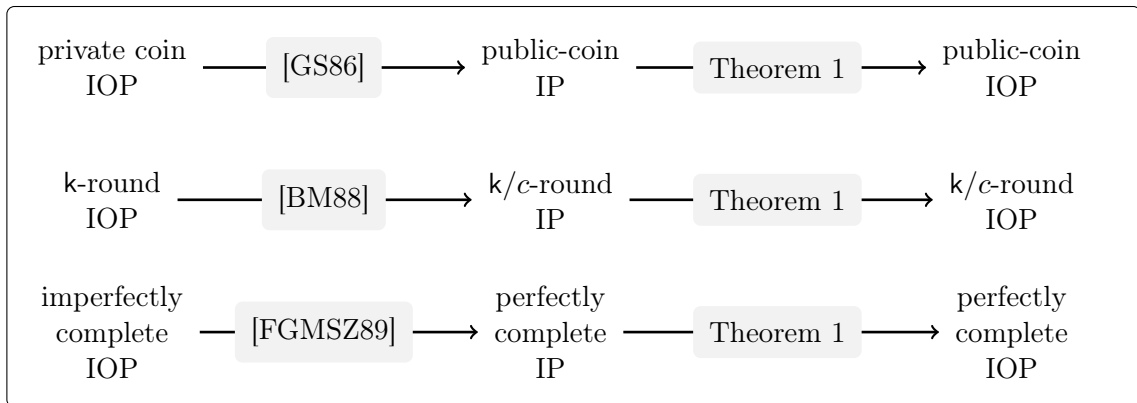 private coin
IOP
[GS86]
public-coin
IP
Theorem 1
public-coin
IOP
k-round
IOP
[BM88]
k/c-round
IP
Theorem 1
k/c-round
IOP
imperfectly
complete
IOP
[FGMSZ89]
perfectly
complete
IP
Theorem 1
perfectly
complete
IOP